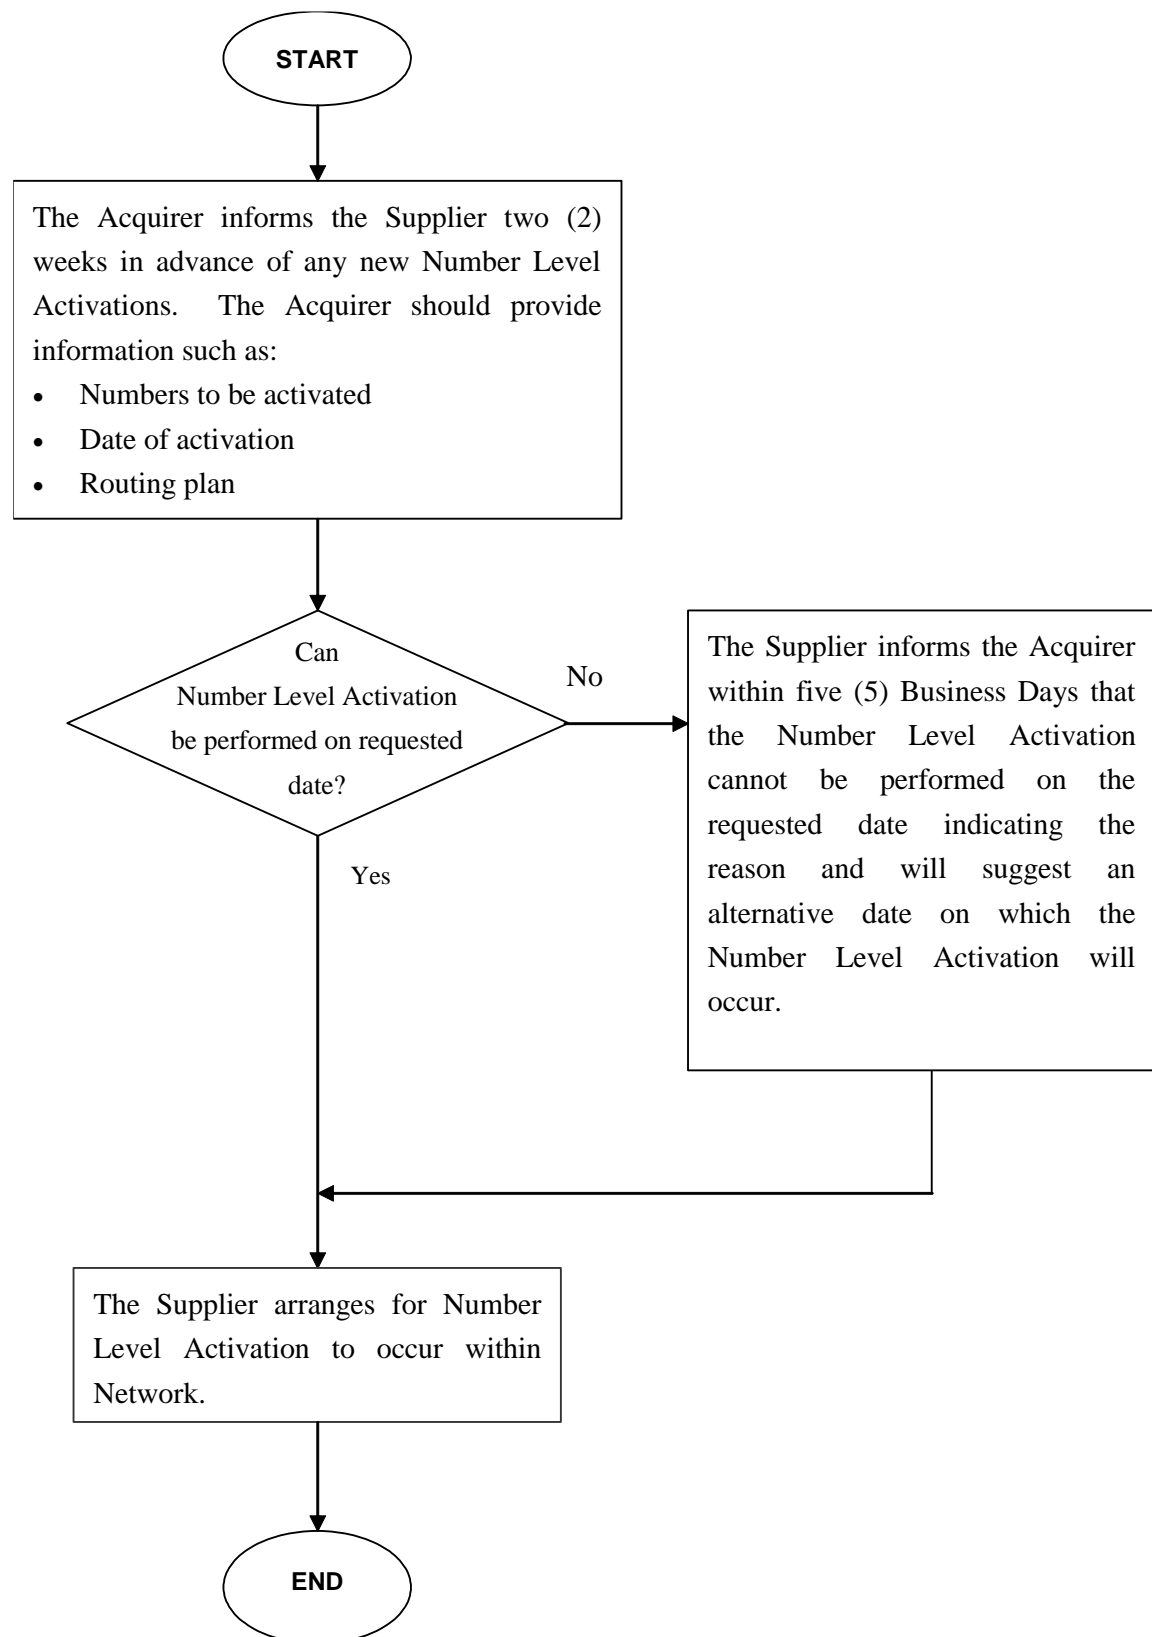 START
The Acquirer informs the Supplier two (2)
weeks in advance of any new Number Level
Activations. The Acquirer should provide
information such as:
• Numbers to be activated
• Date of activation
• Routing plan
Can
Number Level Activation
be performed on requested
date?
No
The Supplier informs the Acquirer
within five (5) Business Days that
the Number Level Activation
cannot be performed on the
requested date indicating the
reason and will suggest an
alternative date on which the
Number Level Activation will
occur.
Yes
The Supplier arranges for Number
Level Activation to occur within
Network.
END